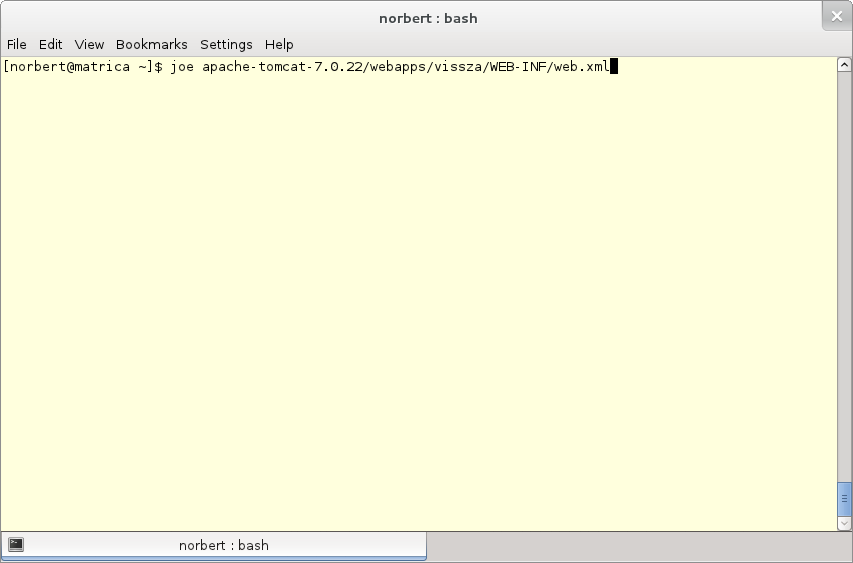 norbert : bash
File Edit View Bookmarks Settings Help
[norbert@matrica ~]$ joe apache-tomcat-7.0.22/webapps/vissza/WEB-INF/web.xml
norbert : bash